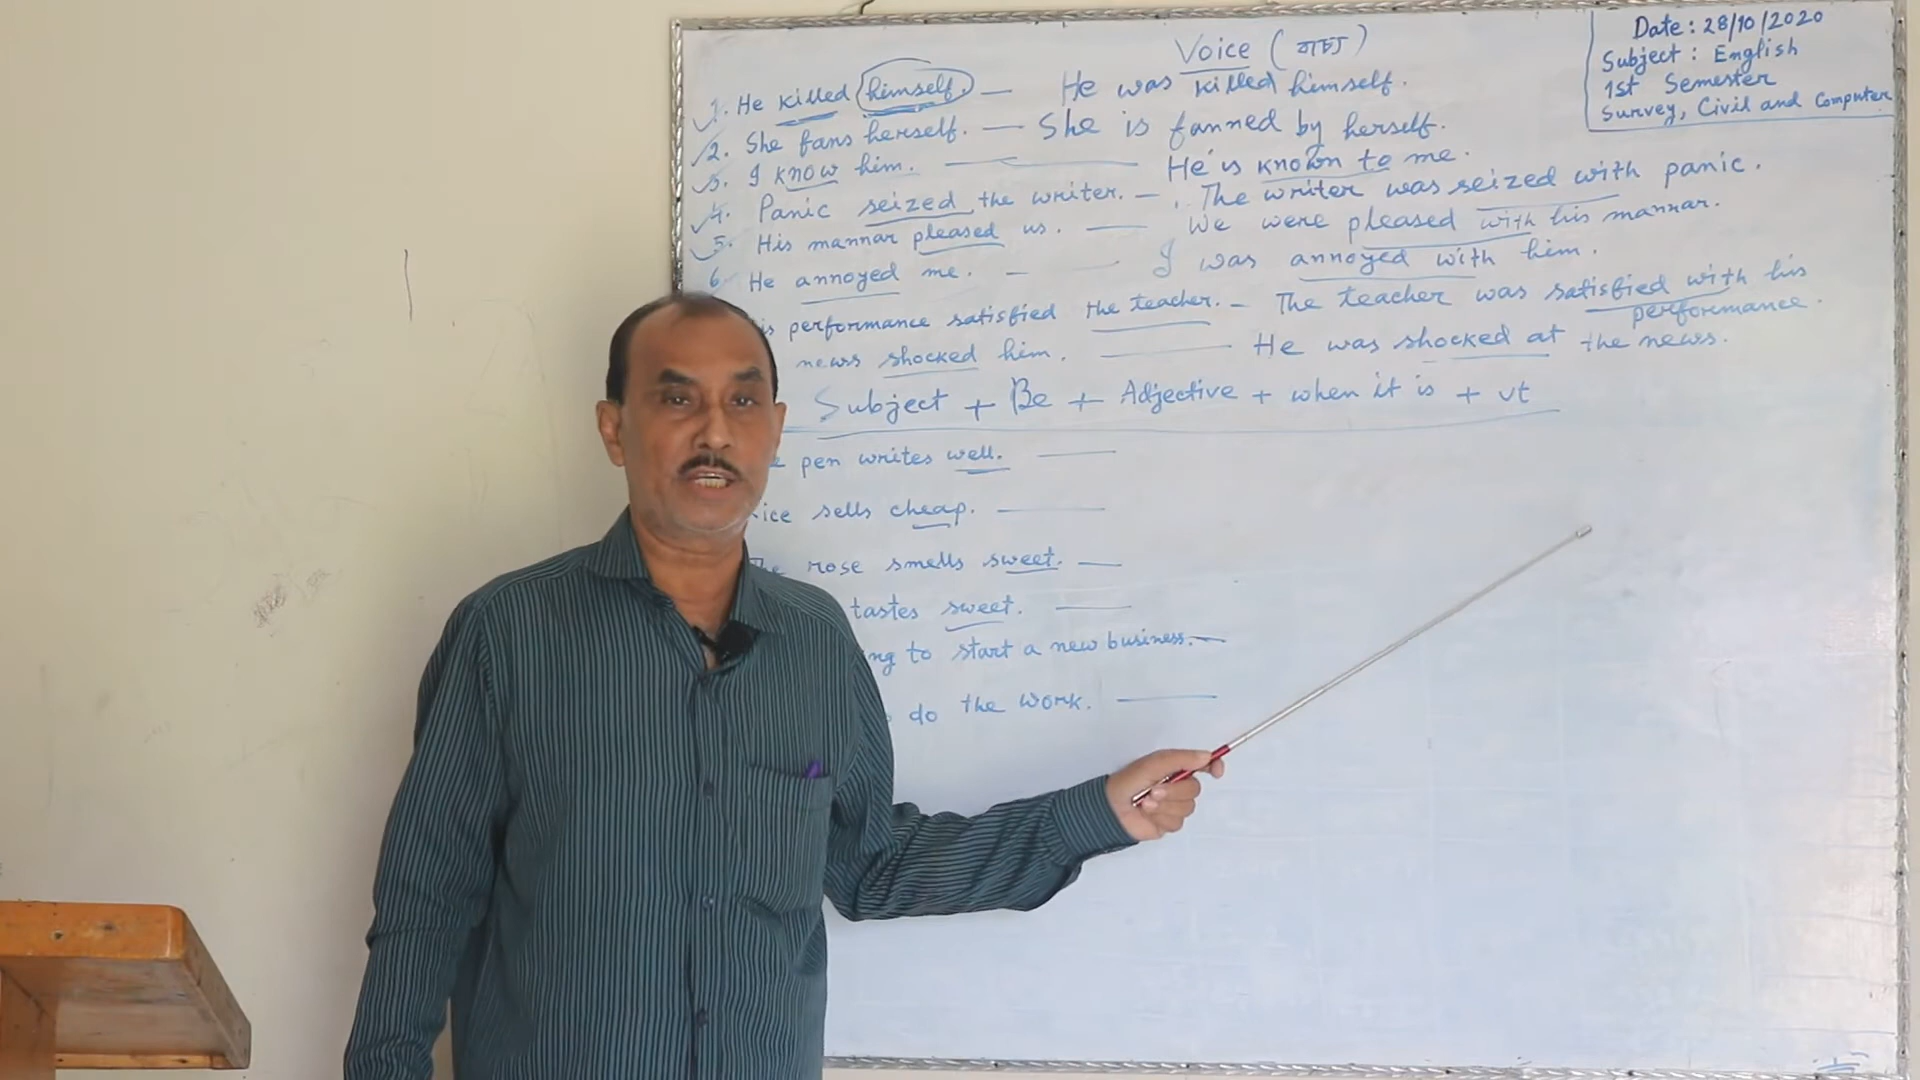 Voice (বাচ্য)
Date: 28/10/2020
Subject: English
1st Semester
Survey, Civil and Computer
1. He killed himself. — He was killed himself.
2. She fans herself. — She is fanned by herself.
3. I know him. — He is known to me.
4. Panic seized the writer. — The writer was seized with panic.
5. His mannar pleased us. — We were pleased with his mannar.
6. He annoyed me. — I was annoyed with him.
performance satisfied the teacher. — The teacher was satisfied with his performance.
news shocked him. — He was shocked at the news.
Subject + Be + Adjective + when it is + vt
pen writes well. —
sells cheap. —
rose smells sweet. —
tastes sweet. —
to start a new business. —
do the work. —